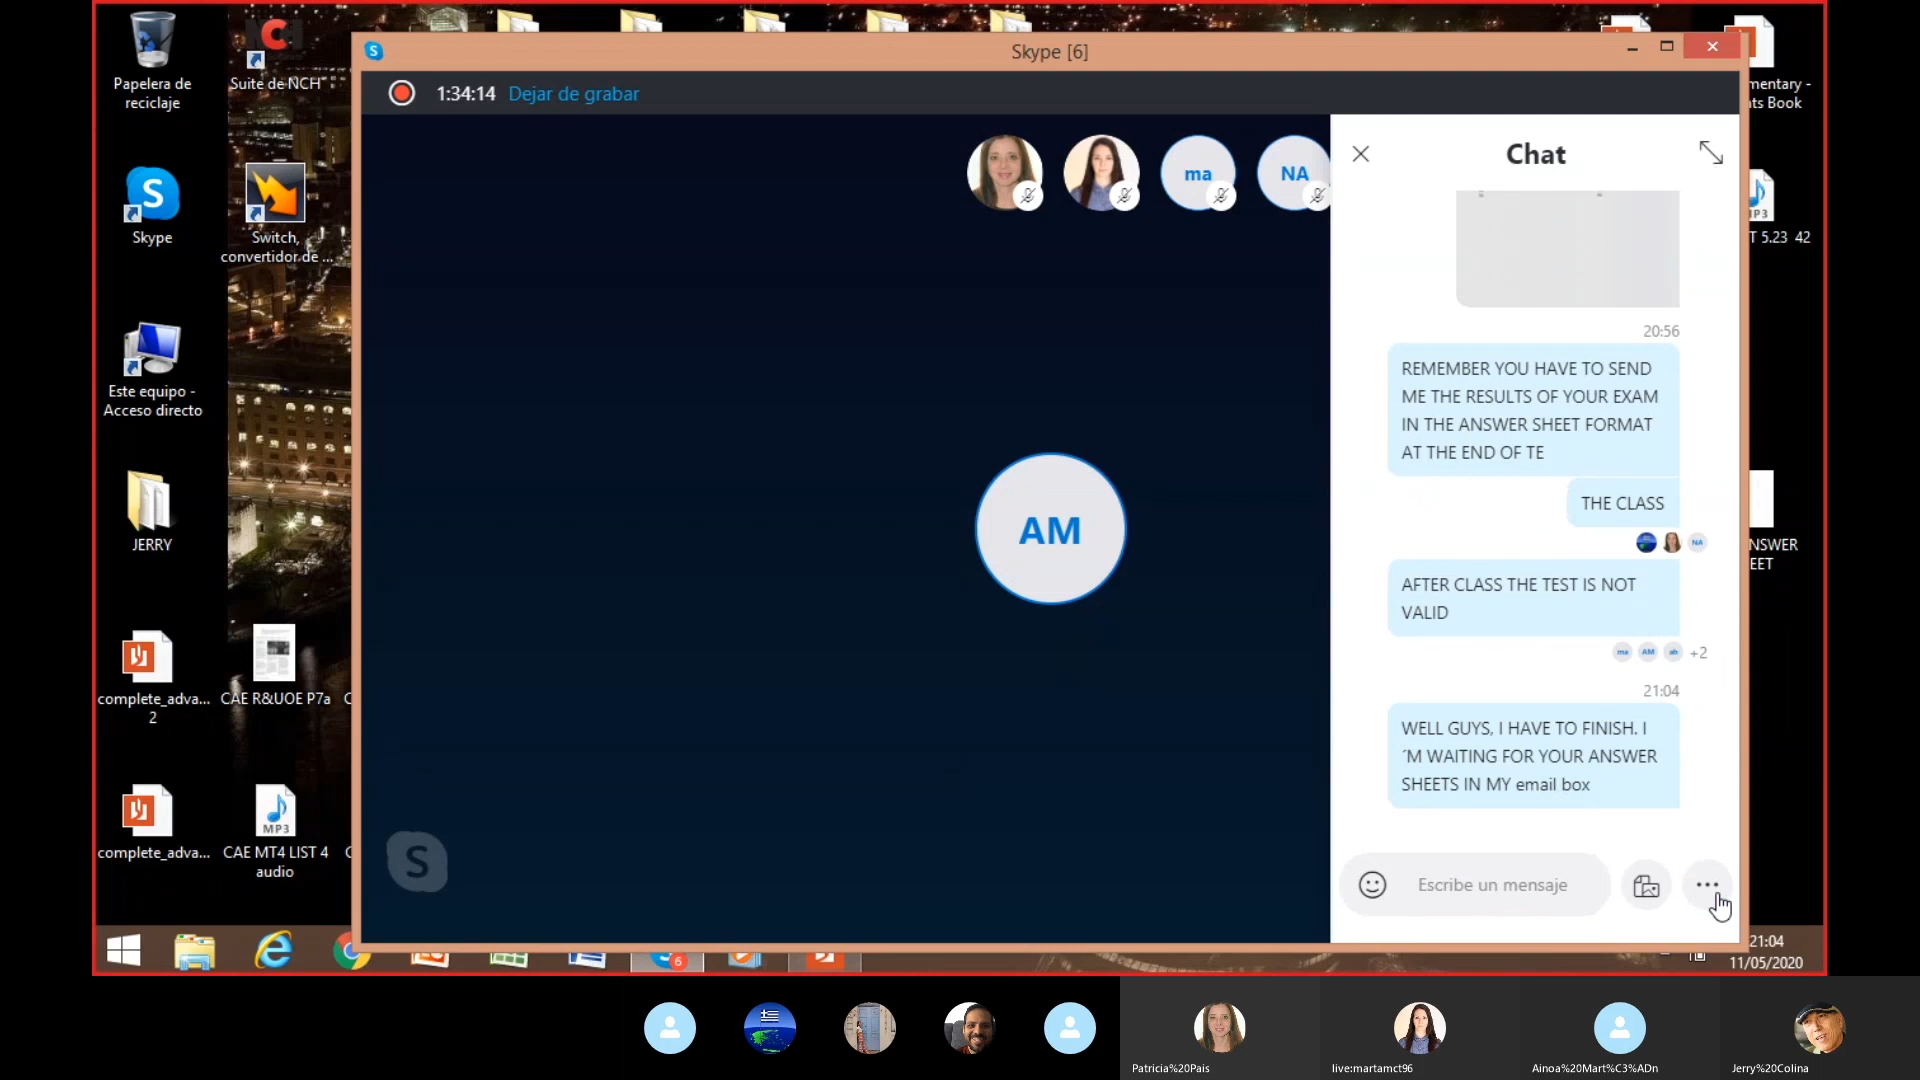 Skype [6]
1:34:14 Dejar de grabar
Papelera de
reciclaje
Suite de NCH
Skype
Switch,
convertidor de ...
Este equipo -
Acceso directo
JERRY
complete_adva...
2
CAE R&UOE P7a
C
complete_adva...
MP3
CAE MT4 LIST 4
audio
C
ma
NA
AM
S
Chat
20:56
REMEMBER YOU HAVE TO SEND
ME THE RESULTS OF YOUR EXAM
IN THE ANSWER SHEET FORMAT
AT THE END OF TE
THE CLASS
NA
AFTER CLASS THE TEST IS NOT
VALID
ma AM ab +2
21:04
WELL GUYS, I HAVE TO FINISH. I
´M WAITING FOR YOUR ANSWER
SHEETS IN MY email box
Escribe un mensaje
mentary -
ts Book
P3
T 5.23 42
NSWER
EET
6
21:04
11/05/2020
Patricia%20Pais
live:martamct96
Ainoa%20Mart%C3%ADn
Jerry%20Colina